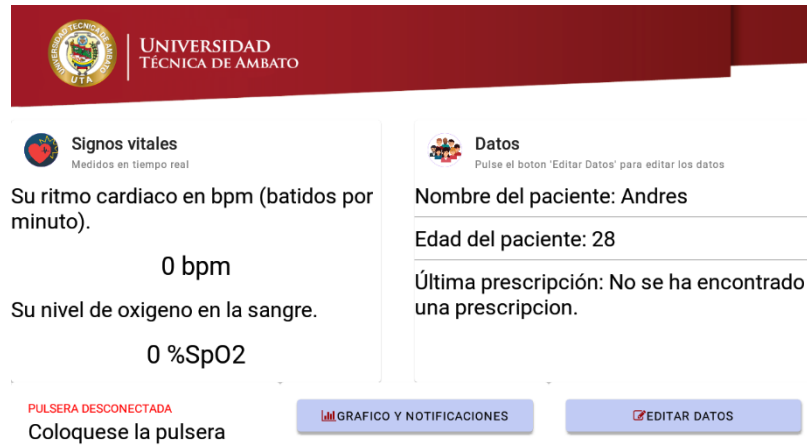 UNIVERSIDAD
TÉCNICA DE AMBATO
UTA
Signos vitales
Medidos en tiempo real
Su ritmo cardiaco en bpm (batidos por
minuto).
0 bpm
Su nivel de oxigeno en la sangre.
0 %SpO2
Datos
Pulse el boton 'Editar Datos' para editar los datos
Nombre del paciente: Andres
Edad del paciente: 28
Última prescripción: No se ha encontrado
una prescripcion.
PULSERA DESCONECTADA
Coloquese la pulsera
GRAFICO Y NOTIFICACIONES
EDITAR DATOS